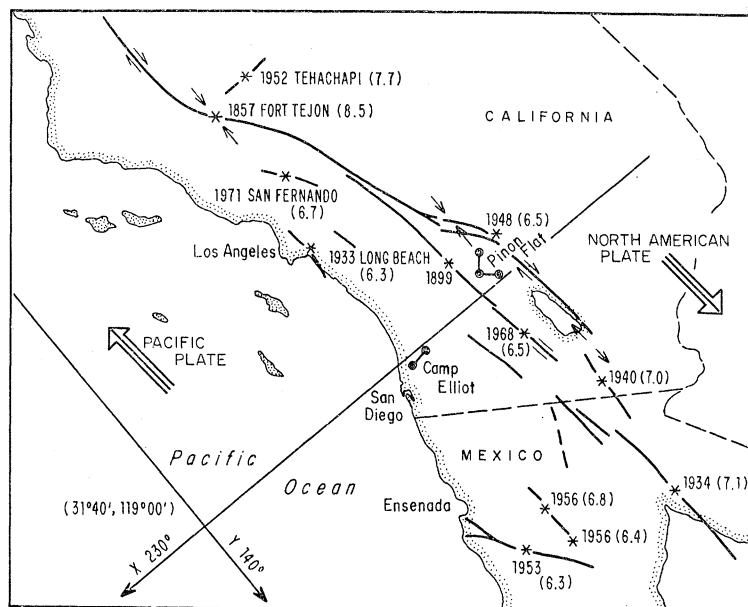 1952 TEHACHAPI (7.7)
1857 FORT TEJON (8.5)
CALIFORNIA
1971 SAN FERNANDO
(6.7)
1948 (6.5)
Pinon Flat
NORTH AMERICAN
PLATE
Los Angeles
1933 LONG BEACH
(6.3)
1899
PACIFIC
PLATE
1968
(6.5)
Camp
Elliot
1940 (7.0)
San
Diego
Pacific
Ocean
MEXICO
1934 (7.1)
(31°40', 119°00')
Ensenada
1956 (6.8)
1956 (6.4)
X 230°
Y 140°
1953
(6.3)